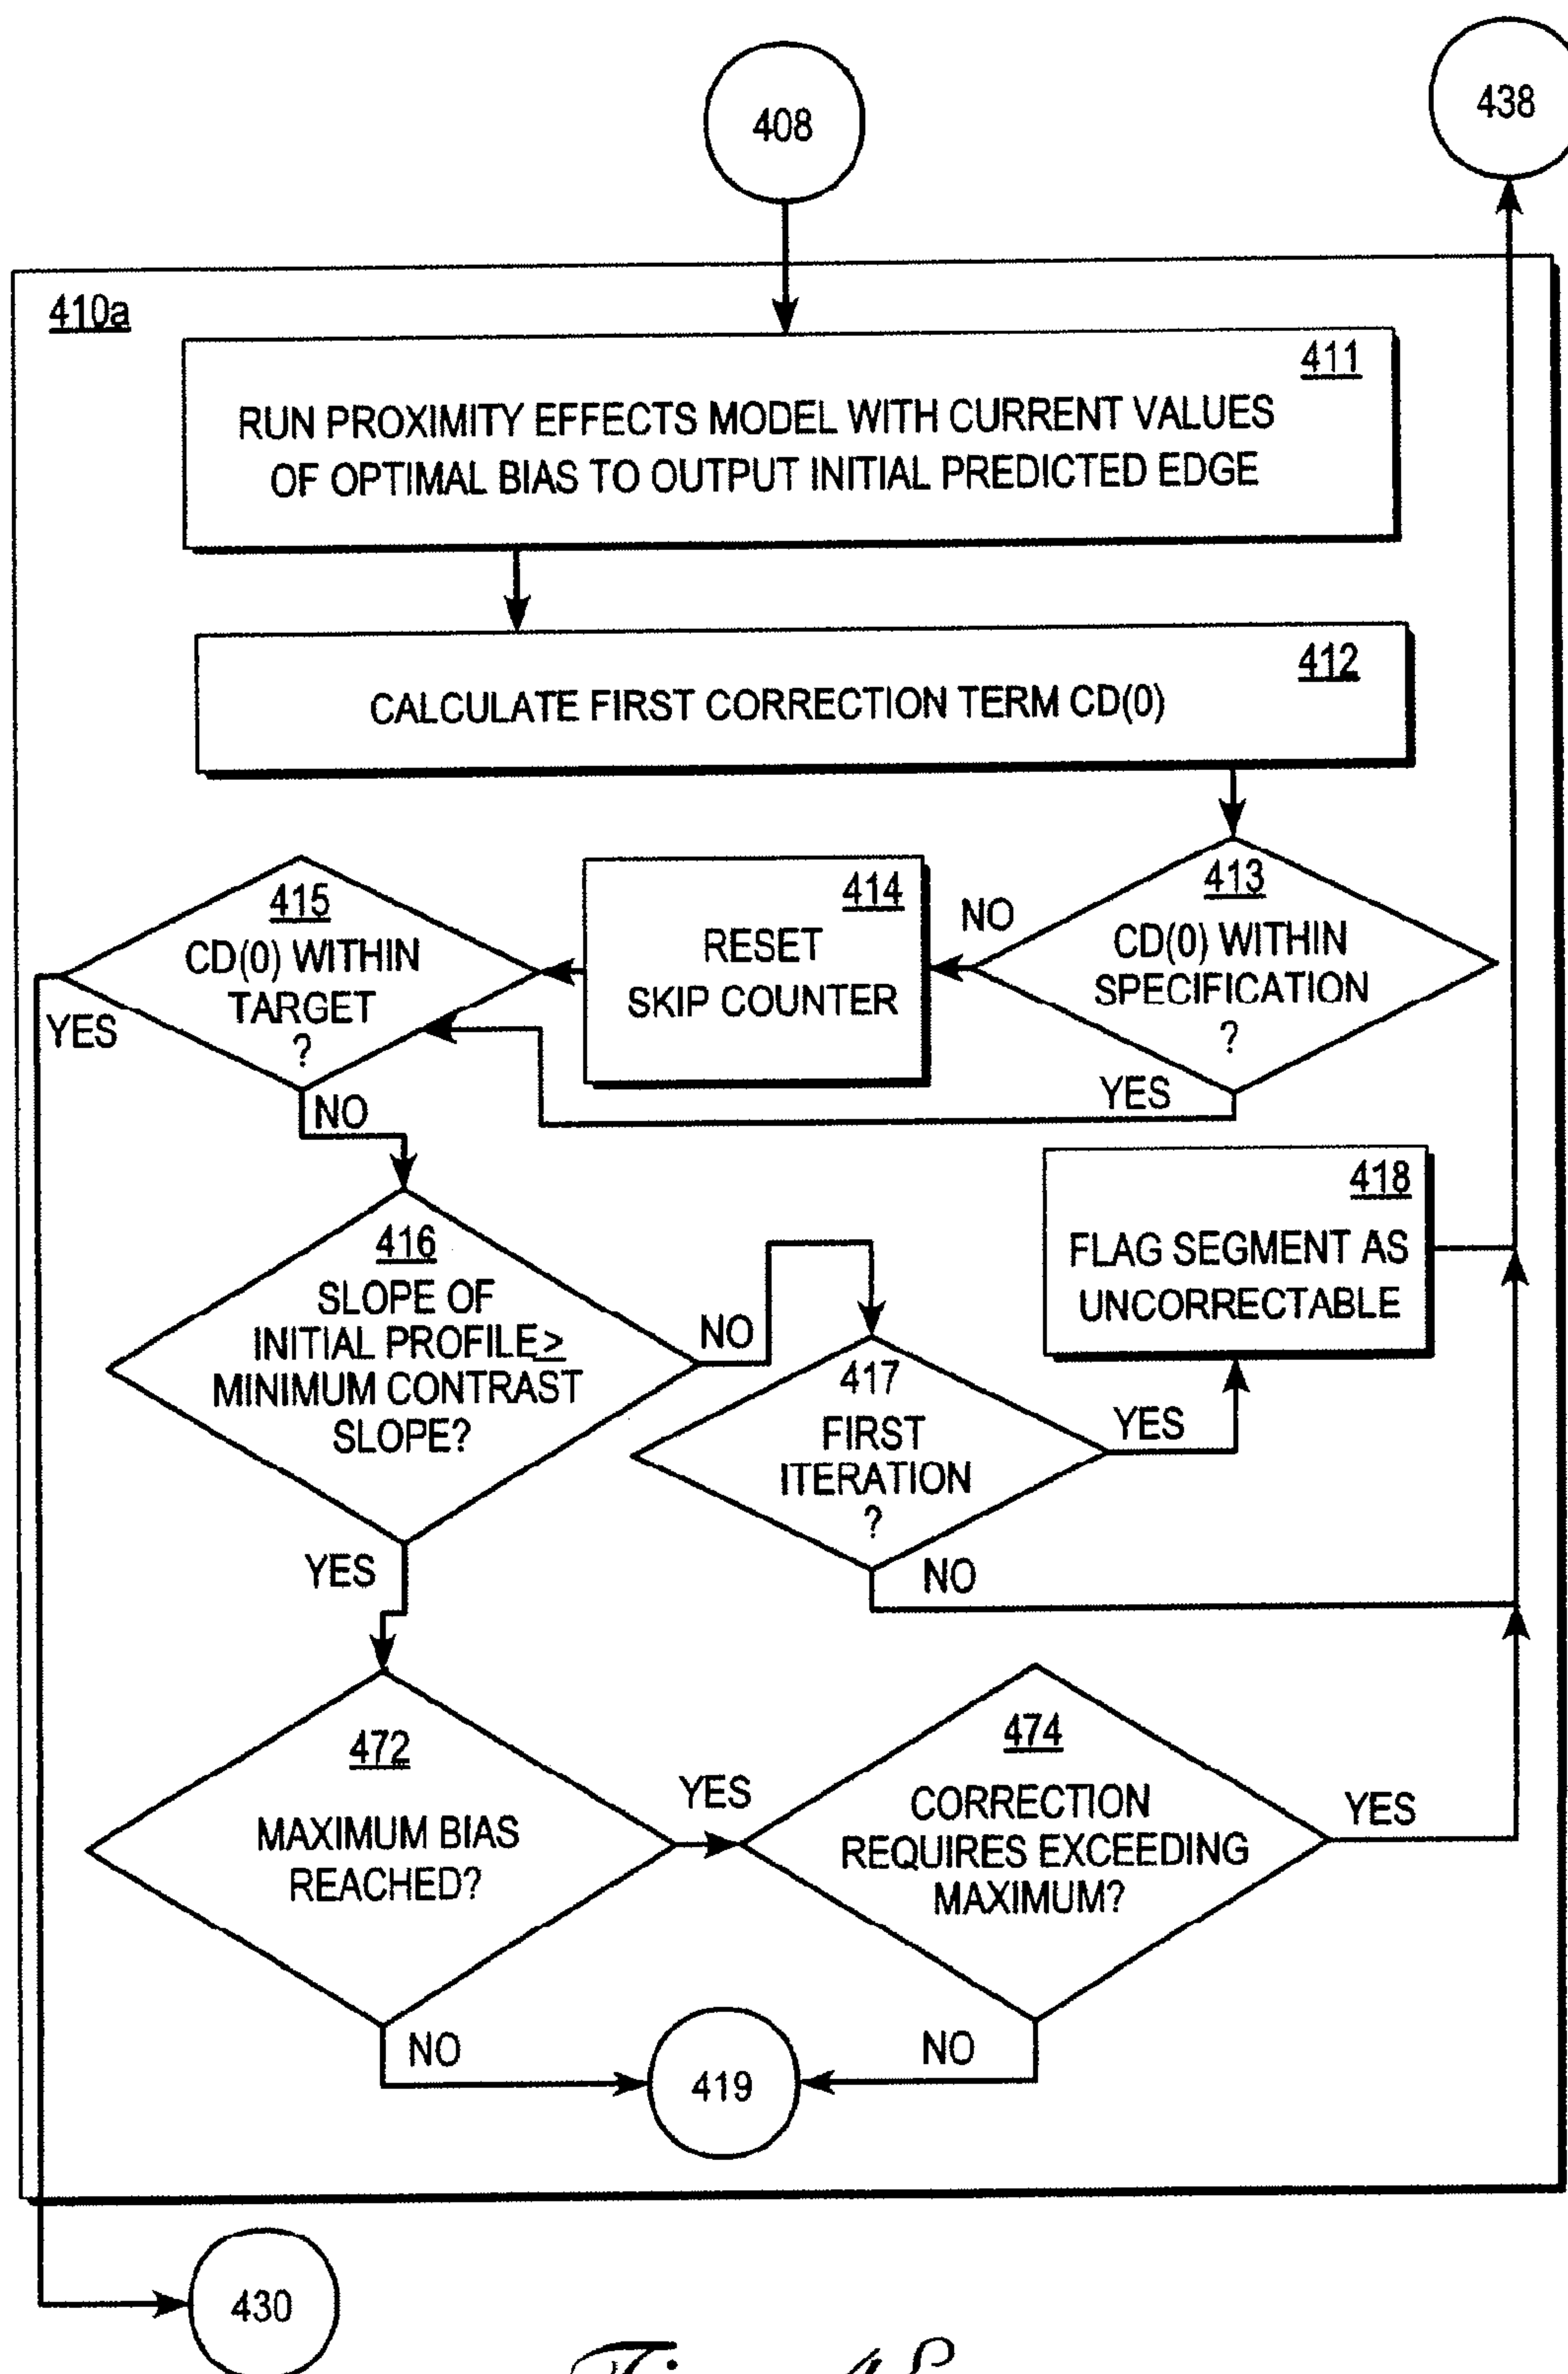 408
438
410a
411
RUN PROXIMITY EFFECTS MODEL WITH CURRENT VALUES
OF OPTIMAL BIAS TO OUTPUT INITIAL PREDICTED EDGE
412
CALCULATE FIRST CORRECTION TERM CD(0)
413
CD(0) WITHIN
SPECIFICATION
?
NO
YES
414
RESET
SKIP COUNTER
415
CD(0) WITHIN
TARGET
?
YES
NO
416
SLOPE OF
INITIAL PROFILE ≥
MINIMUM CONTRAST
SLOPE?
NO
YES
417
FIRST
ITERATION
?
YES
NO
418
FLAG SEGMENT AS
UNCORRECTABLE
472
MAXIMUM BIAS
REACHED?
YES
NO
474
CORRECTION
REQUIRES EXCEEDING
MAXIMUM?
YES
NO
419
430